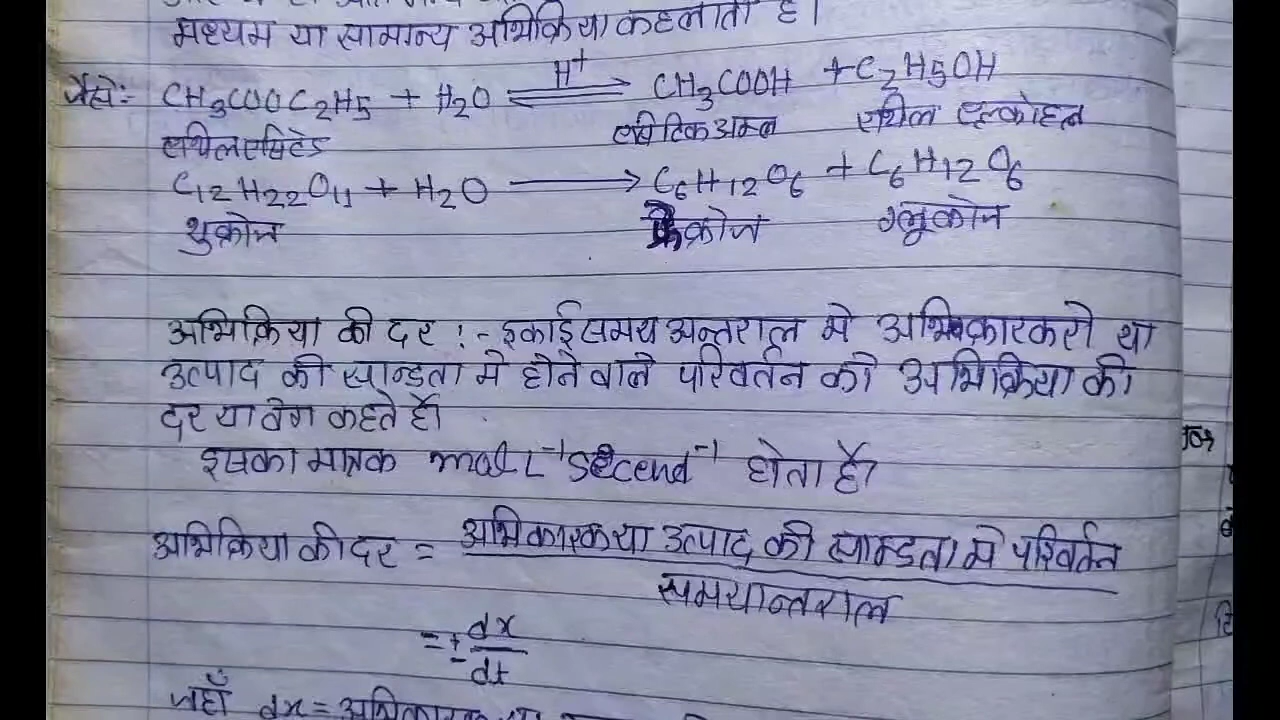 मध्यम या सामान्य अभिक्रिया कहलाती है।
जैसे:- CH₃COOC₂H₅ + H₂O ⇌ (H⁺) CH₃COOH + C₂H₅OH
एथिल एसिटेट एसिटिक अम्ल एथिल एल्कोहल
C₁₂H₂₂O₁₁ + H₂O ⟶ C₆H₁₂O₆ + C₆H₁₂O₆
शुक्रोज फ्रुक्टोज ग्लूकोज
अभिक्रिया की दर :- इकाई समय अन्तराल मे अभिकारकरो या
उत्पाद की सान्द्रता मे होने वाले परिवर्तन को अभिक्रिया की
दर या वेग कहते है।
इसका मात्रक mol L⁻¹ Second⁻¹ होता है।
अभिक्रिया की दर = अभिकारक या उत्पाद की सान्द्रता मे परिवर्तन
समयान्तराल
= ± dx/dt
जहाँ dx = अभिकारक या